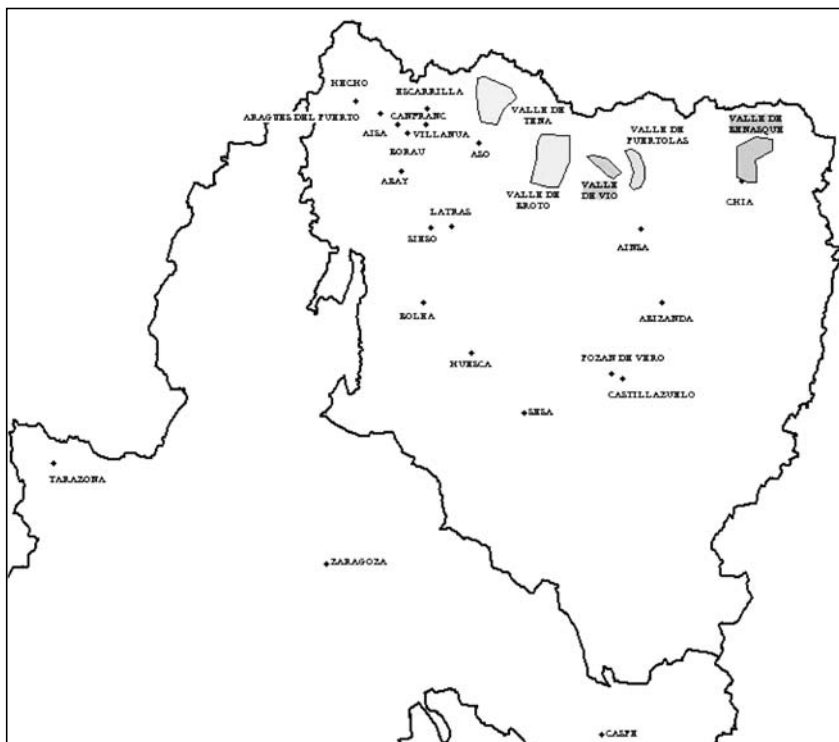 HECHO
ESCARRILLA
ARAGUES DEL PUERTO
CANFRANC
AISA
VILLANUA
BORAU
ASO
VALLE DE
TENA
VALLE DE
PUERTOLAS
VALLE DE
BENASQUE
VALLE DE
BROTO
VALLE
DE VIO
CHIA
LATRAS
SIESO
AINSA
BOLEA
ABIZANDA
HUESCA
POZAN DE VERO
CASTILLAZUELO
SESA
TARAZONA
ZARAGOZA
CASPE